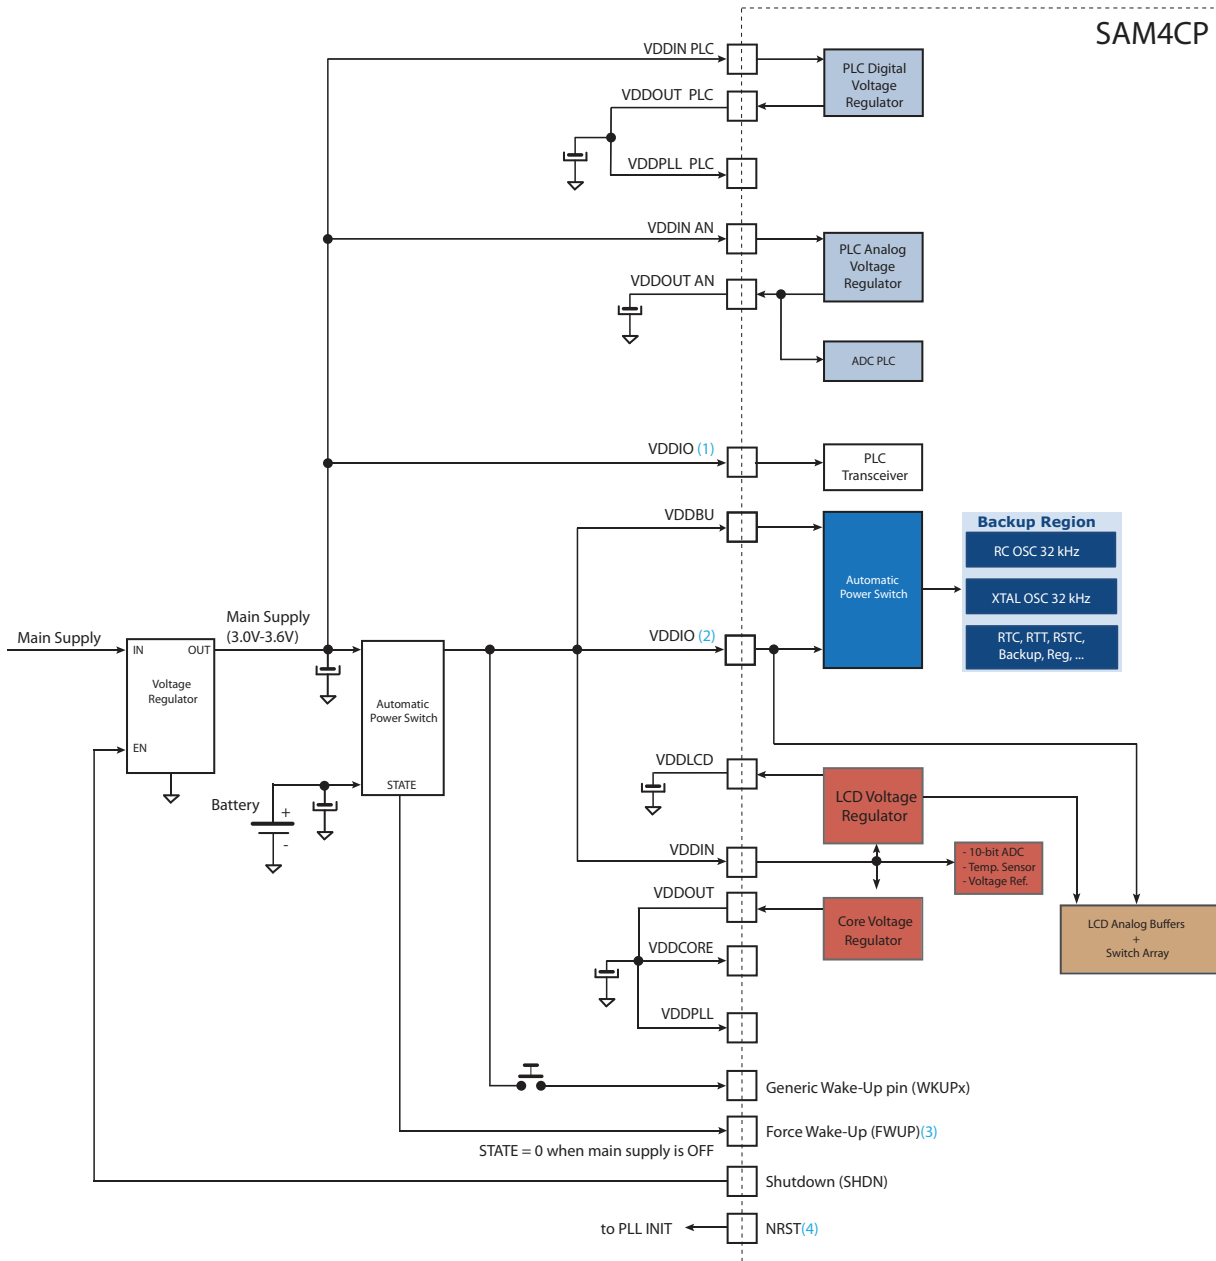 SAM4CP
VDDIN PLC
PLC Digital
Voltage
Regulator
VDDOUT PLC
VDDPLL PLC
VDDIN AN
PLC Analog
Voltage
Regulator
VDDOUT AN
ADC PLC
VDDIO (1)
PLC
Transceiver
VDDBU
Backup Region
RC OSC 32 kHz
Automatic
Power Switch
XTAL OSC 32 kHz
RTC, RTT, RSTC,
Backup, Reg, ...
VDDIO (2)
Main Supply
Main Supply
(3.0V-3.6V)
IN
OUT
Voltage
Regulator
EN
Automatic
Power Switch
STATE
Battery
+
-
VDDLCD
LCD Voltage
Regulator
VDDIN
- 10-bit ADC
- Temp. Sensor
- Voltage Ref.
VDDOUT
Core Voltage
Regulator
LCD Analog Buffers
+
Switch Array
VDDCORE
VDDPLL
Generic Wake-Up pin (WKUPx)
Force Wake-Up (FWUP)(3)
STATE = 0 when main supply is OFF
Shutdown (SHDN)
to PLL INIT
NRST(4)